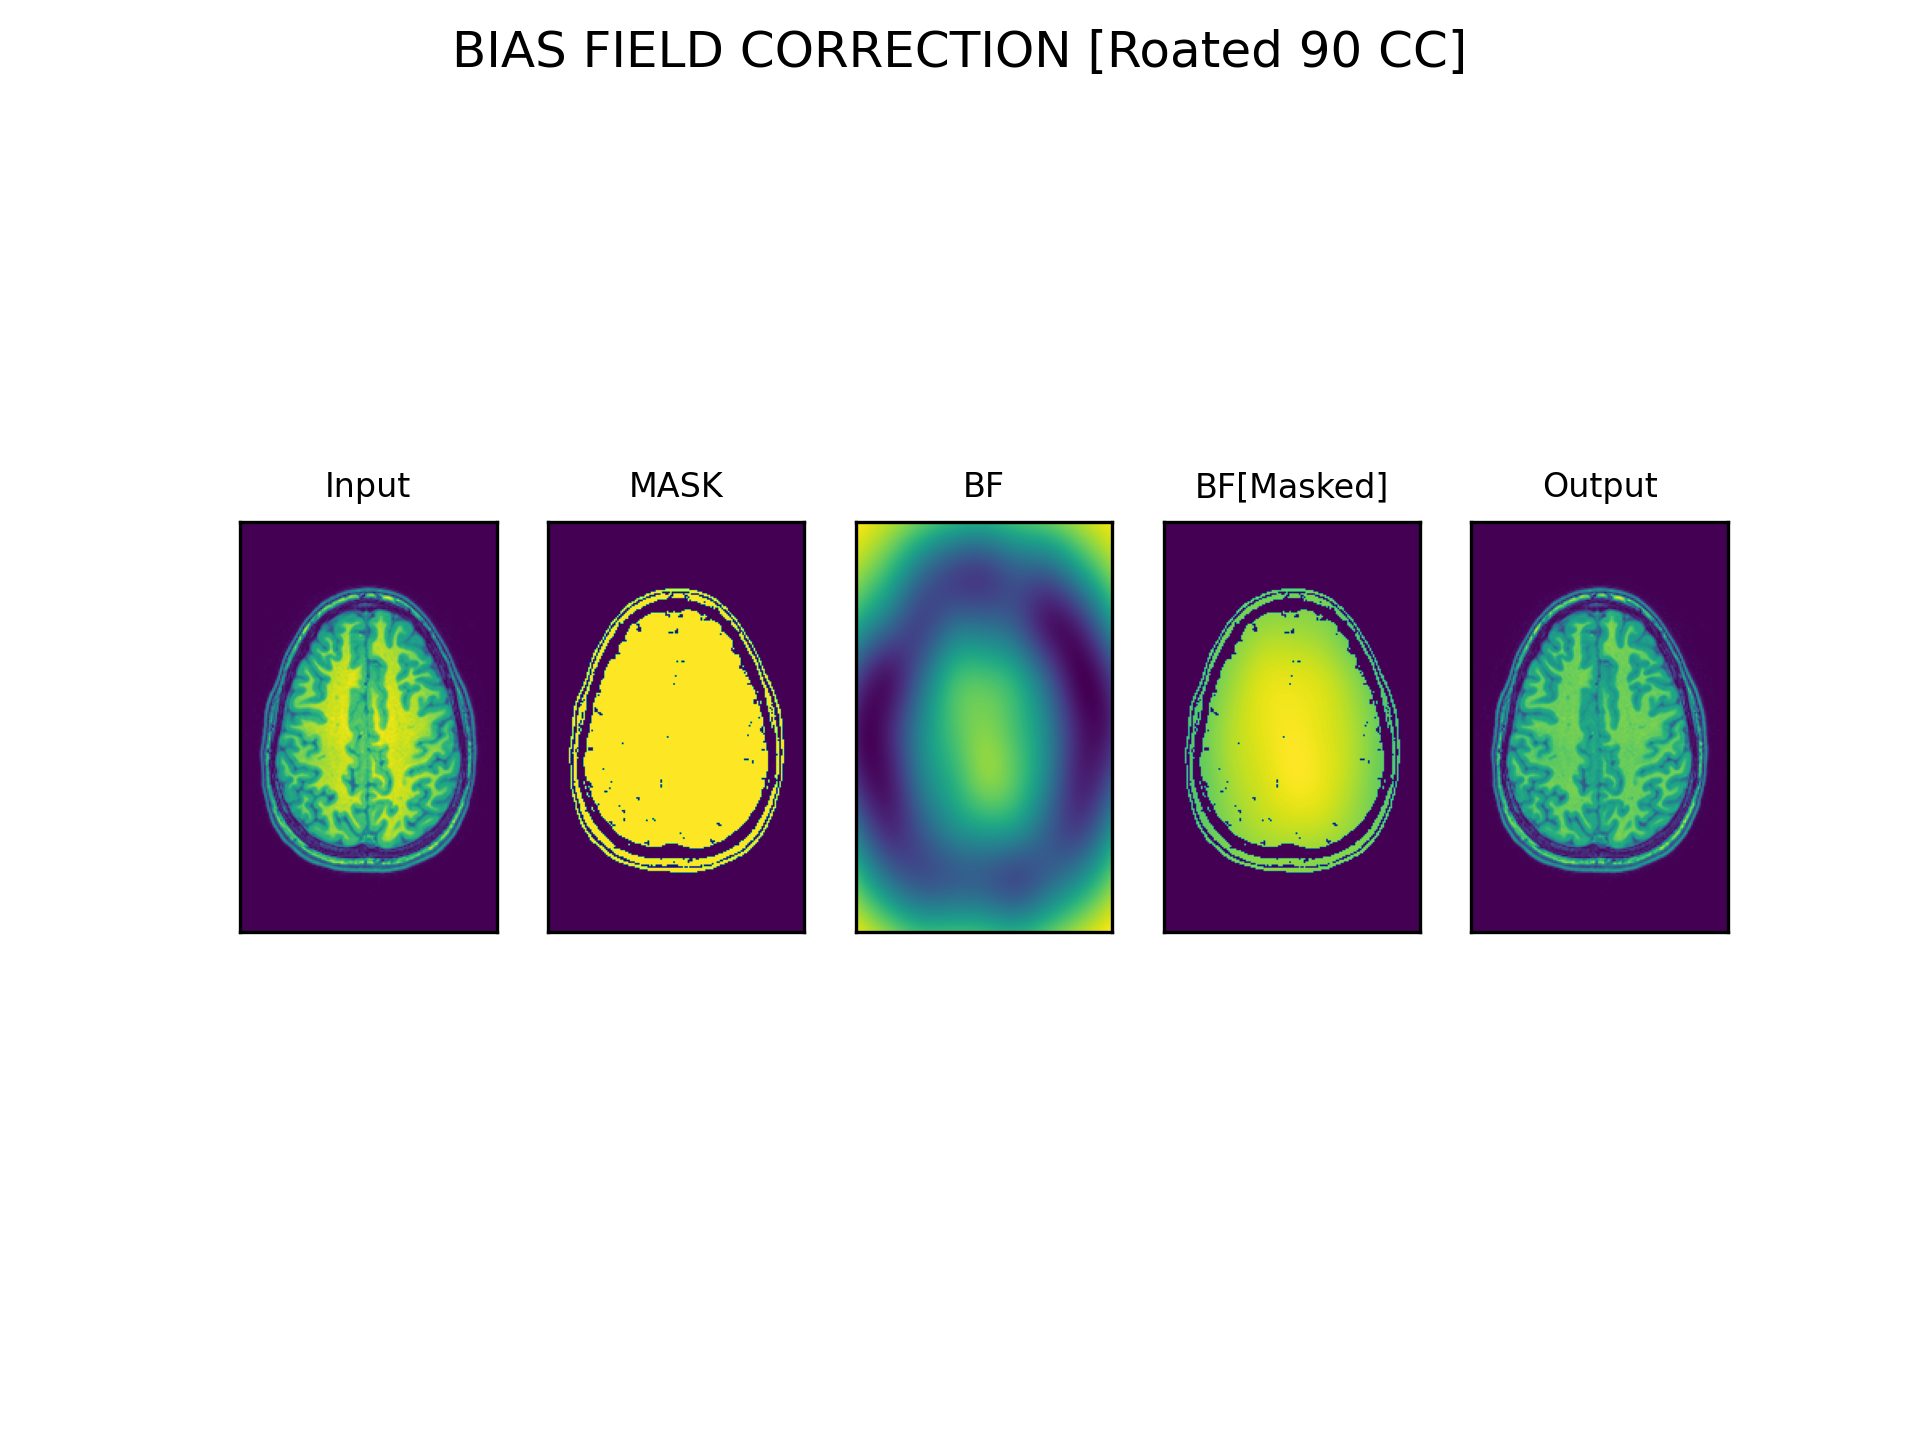 BIAS FIELD CORRECTION [Roated 90 CC]
Input
MASK
BF
BF[Masked]
Output